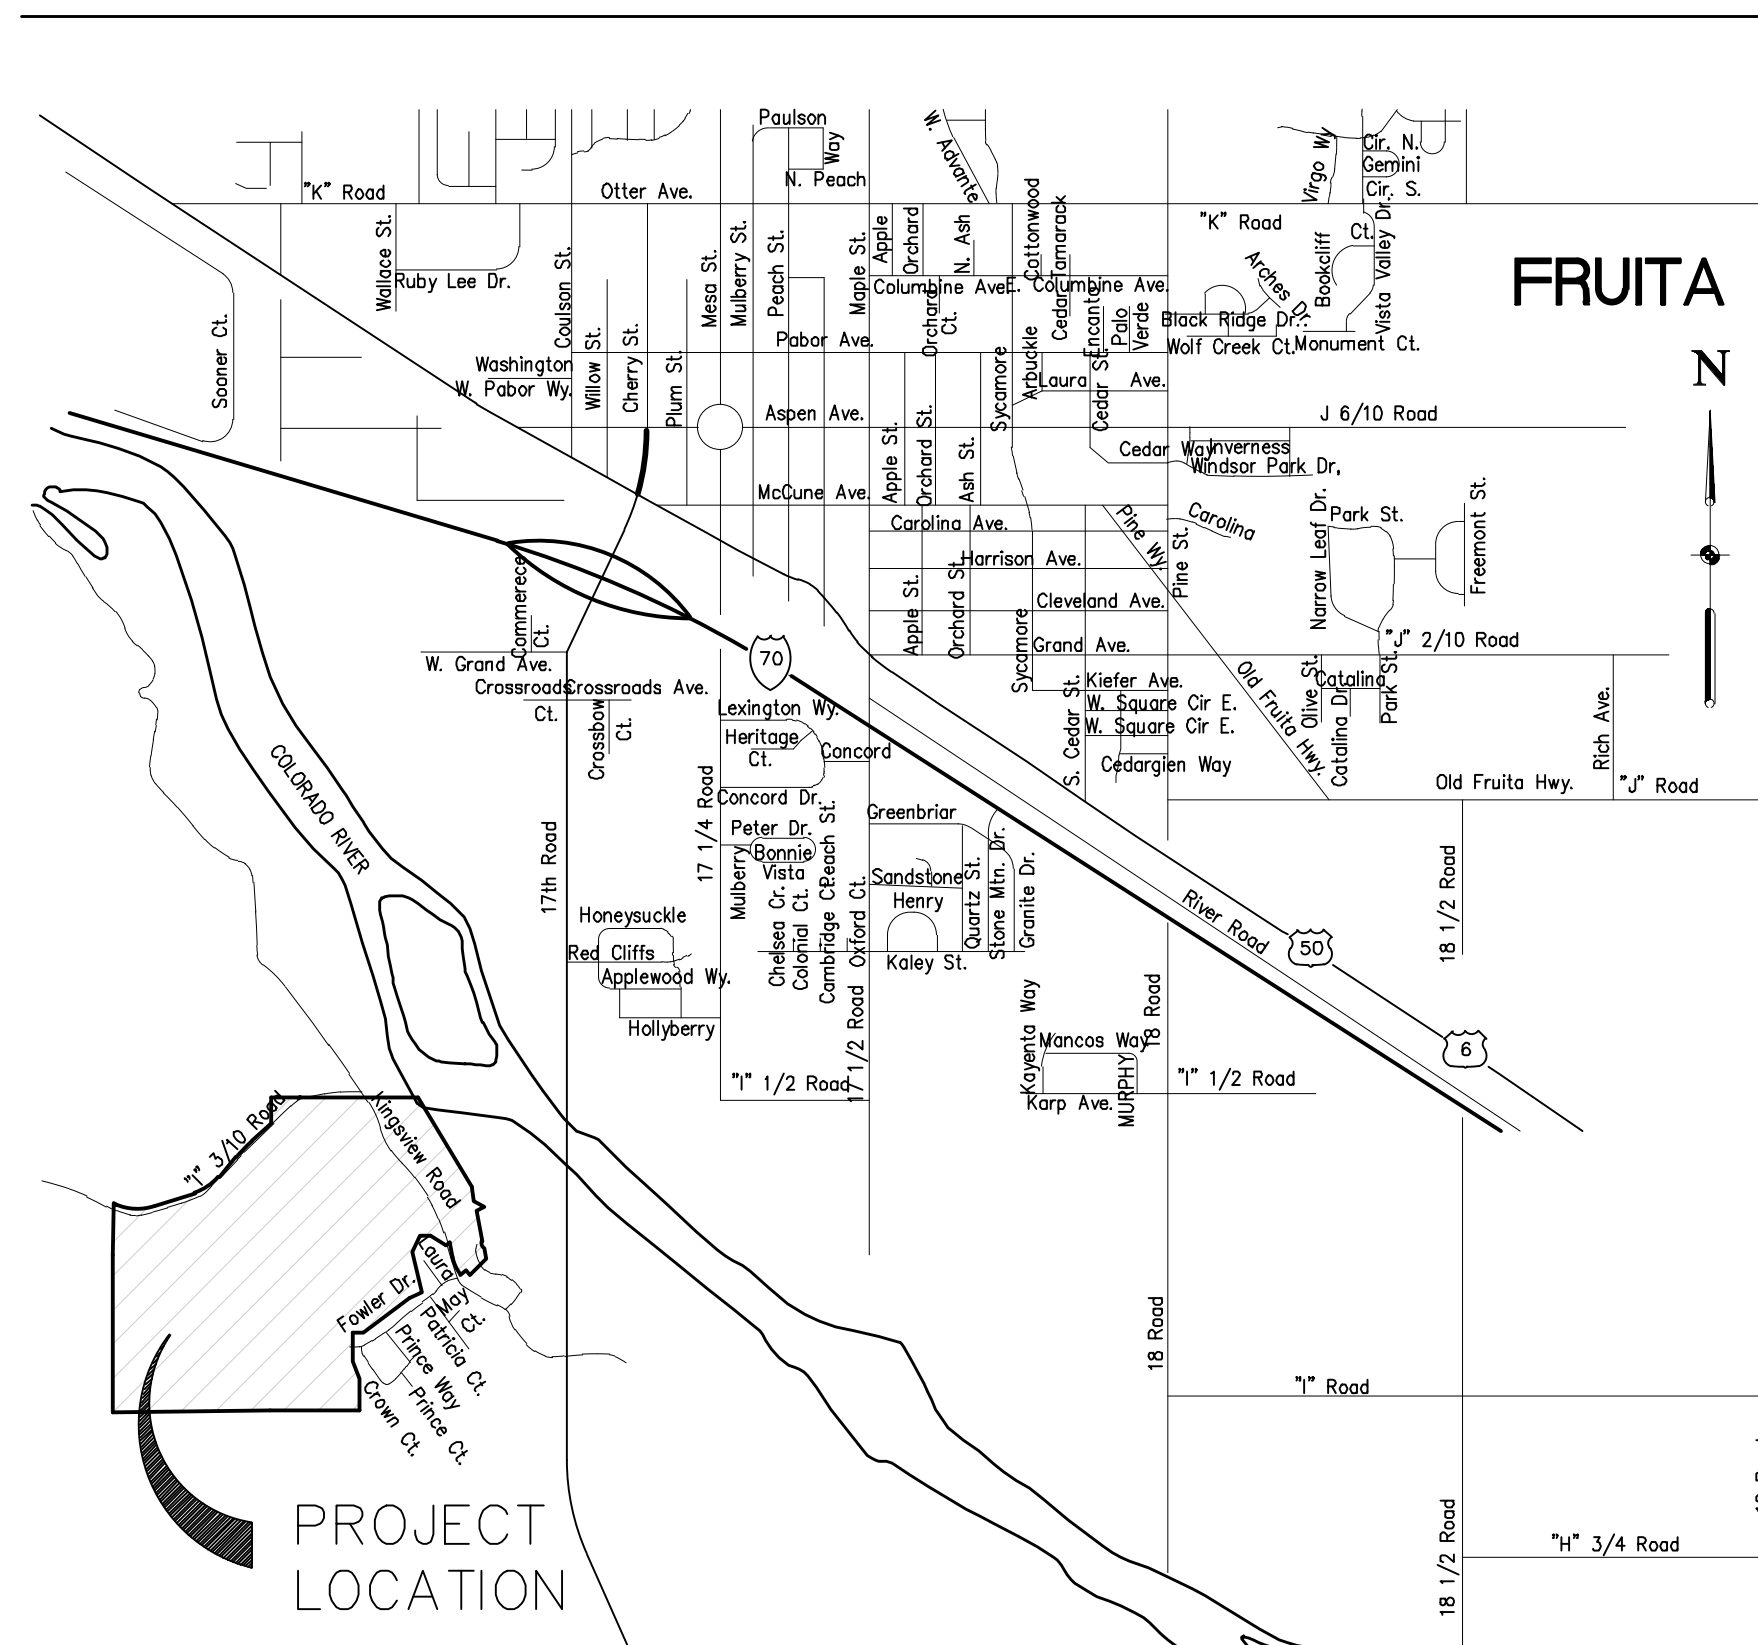 Paulson
Way
N. Peach
W. Advante
Virgo Wy
Cir. N.
Gemini
Cir. S.
"K" Road
Otter Ave.
"K" Road
Wallace St.
Ruby Lee Dr.
Coulson St.
Mesa St.
Mulberry St.
Peach St.
Maple St.
Apple
Orchard
N. Ash
Cottonwood
Tamarack
Cedar
Columbine Ave.
E. Columbine Ave.
Orchard
Ct.
Encanto
Palo
Verde
Arches Dr.
Bookcliff
Ct.
Vista Valley Dr.
FRUITA
Black Ridge Dr.
Wolf Creek Ct.
Monument Ct.
Sooner Ct.
Washington
W. Pabor Wy.
Willow St.
Cherry St.
Plum St.
Pabor Ave.
Aspen Ave.
Sycamore
Arbuckle
Laura Ave.
Cedar St.
N
J 6/10 Road
Apple St.
Orchard St.
Ash St.
McCune Ave.
Cedar Way
Inverness
Windsor Park Dr.
Carolina Ave.
Harrison Ave.
Cleveland Ave.
Grand Ave.
Apple St.
Orchard St.
Sycamore
Pine Wy.
Pine St.
Carolina
Narrow Leaf Dr.
Park St.
Freemont St.
"J" 2/10 Road
Commerece
Ct.
W. Grand Ave.
Crossroads
Ct.
Crossroads Ave.
Crossbow
Ct.
70
Lexington Wy.
Heritage
Ct.
Concord
Concord Dr.
Kiefer Ave.
W. Square Cir E.
W. Square Cir E.
Cedarglen Way
S. Cedar St.
Old Fruita Hwy.
Olive St.
Catalina
Catalina Dr.
Park St.
Rich Ave.
Old Fruita Hwy.
"J" Road
COLORADO RIVER
17th Road
17 1/4 Road
Peter Dr.
Bonnie
Vista
Mulberry
Chelsea Cr.
Colonial Ct.
Cambridge Ct.
Peach St.
Oxford Ct.
17 1/2 Road
Greenbriar
Sandstone
Henry
Kaley St.
Quartz St.
Stone Mtn. Dr.
Granite Dr.
River Road
50
6
18 1/2 Road
Honeysuckle
Red Cliffs
Applewood Wy.
Hollyberry
"I" 1/2 Road
Kayenta Way
Mancos Way
Karp Ave.
MURPHY
18 Road
"I" 1/2 Road
"I" 3/10 Road
Kingsview Road
Laura
May
Ct.
Fowler Dr.
Patricia Ct.
Prince Way
Prince Ct.
Crown Ct.
18 Road
"I" Road
18 1/2 Road
"H" 3/4 Road
PROJECT
LOCATION